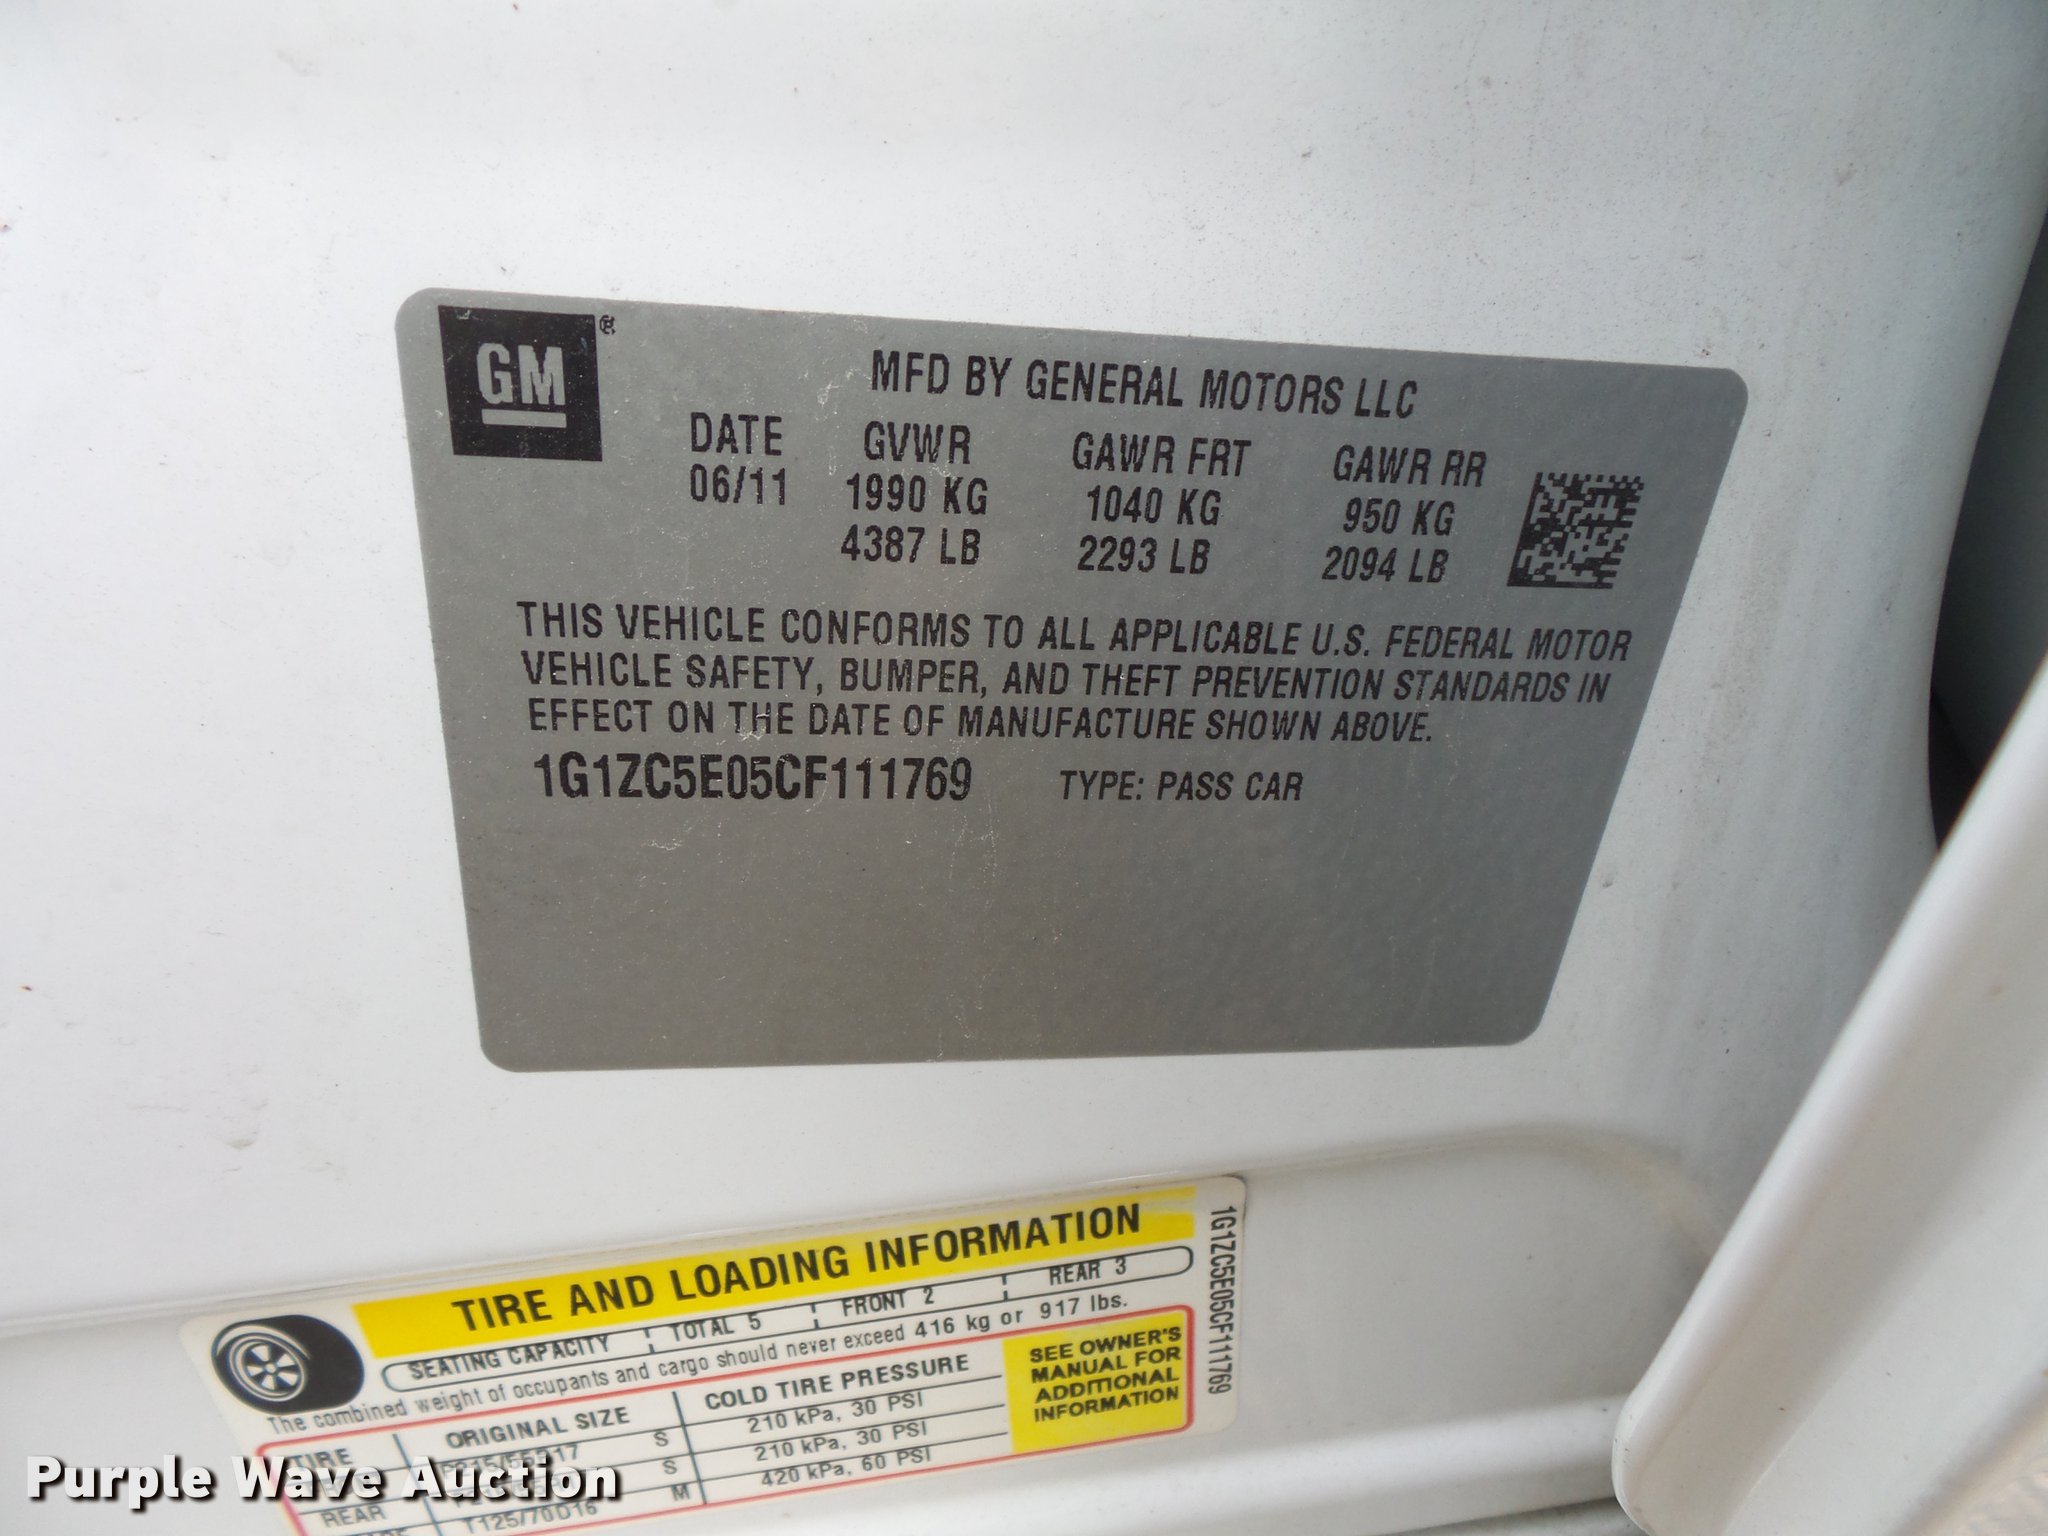 GM®
MFD BY GENERAL MOTORS LLC
DATE GVWR GAWR FRT GAWR RR
06/11 1990 KG 1040 KG 950 KG
4387 LB 2293 LB 2094 LB
THIS VEHICLE CONFORMS TO ALL APPLICABLE U.S. FEDERAL MOTOR
VEHICLE SAFETY, BUMPER, AND THEFT PREVENTION STANDARDS IN
EFFECT ON THE DATE OF MANUFACTURE SHOWN ABOVE.
1G1ZC5E05CF111769 TYPE: PASS CAR
TIRE AND LOADING INFORMATION
SEATING CAPACITY TOTAL 5 FRONT 2 REAR 3
The combined weight of occupants and cargo should never exceed 416 kg or 917 lbs.
TIRE ORIGINAL SIZE COLD TIRE PRESSURE
S 210 kPa, 30 PSI
REAR S 210 kPa, 30 PSI
T125/70D16 M 420 kPa, 60 PSI
SEE OWNER'S
MANUAL FOR
ADDITIONAL
INFORMATION
1G1ZC5E05CF111769
Purple Wave Auction